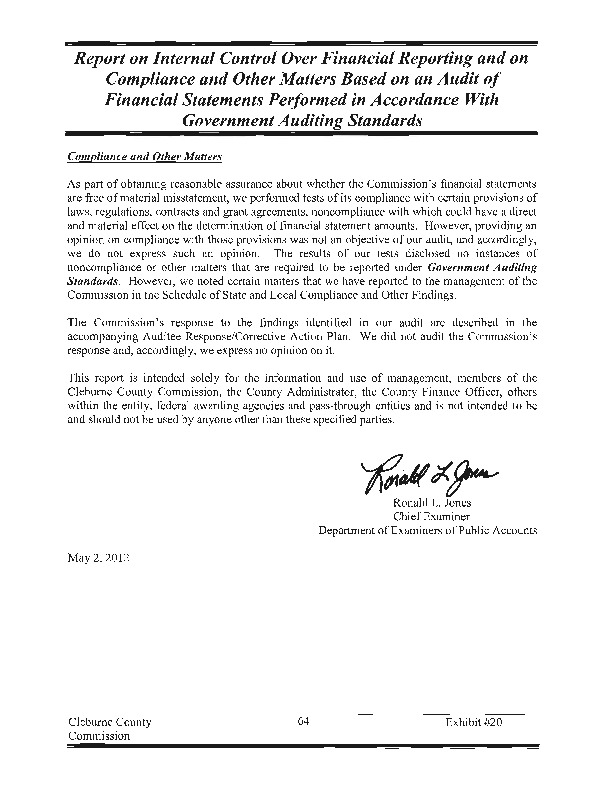 Report on Internal Control Over Financial Reporting and on
Compliance and Other Matters Based on an Audit of
Financial Statements Performed in Accordance With
Government Auditing Standards
Compliance and Other Matters
As part of obtaining reasonable assurance about whether the Commission's financial statements
are free of material misstatement, we performed tests of its compliance with certain provisions of
laws, regulations, contracts and grant agreements, noncompliance with which could have a direct
and material effect on the determination of financial statement amounts. However, providing an
opinion on compliance with those provisions was not an objective of our audit, and accordingly,
we do not express such an opinion. The results of our tests disclosed no instances of
noncompliance or other matters that are required to be reported under Government Auditing
Standards. However, we noted certain matters that we have reported to the management of the
Commission in the Schedule of State and Local Compliance and Other Findings.
The Commission's response to the findings identified in our audit are described in the
accompanying Auditee Response/Corrective Action Plan. We did not audit the Commission's
response and, accordingly, we express no opinion on it.
This report is intended solely for the information and use of management, members of the
Cleburne County Commission, the County Administrator, the County Finance Officer, others
within the entity, federal awarding agencies and pass-through entities and is not intended to be
and should not be used by anyone other than these specified parties.
Ronald L Jones
Ronald L. Jones
Chief Examiner
Department of Examiners of Public Accounts
May 2, 2012
Cleburne County 64 Exhibit #20
Commission